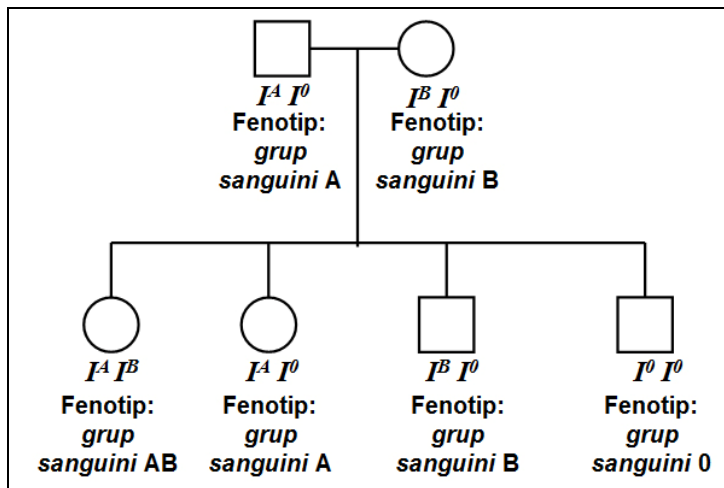 I^A I^0
Fenotip:
grup
sanguini A
I^B I^0
Fenotip:
grup
sanguini B
I^A I^B
Fenotip:
grup
sanguini AB
I^A I^0
Fenotip:
grup
sanguini A
I^B I^0
Fenotip:
grup
sanguini B
I^0 I^0
Fenotip:
grup
sanguini 0